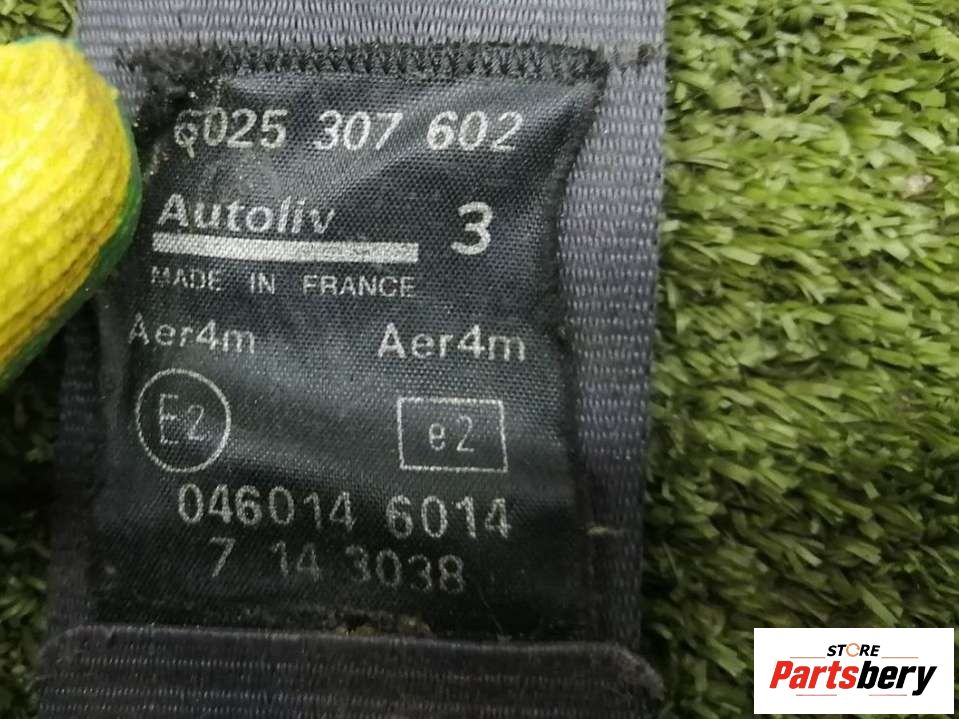 6025 307 602
Autoliv 3
MADE IN FRANCE
Aer4m Aer4m
E2 e2
046014 6014
7 14 3038
STORE
Partsbery